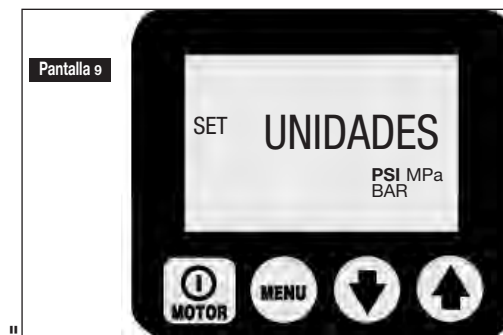 Pantalla 9
SET UNIDADES
PSI MPa
BAR
MOTOR
MENU
"